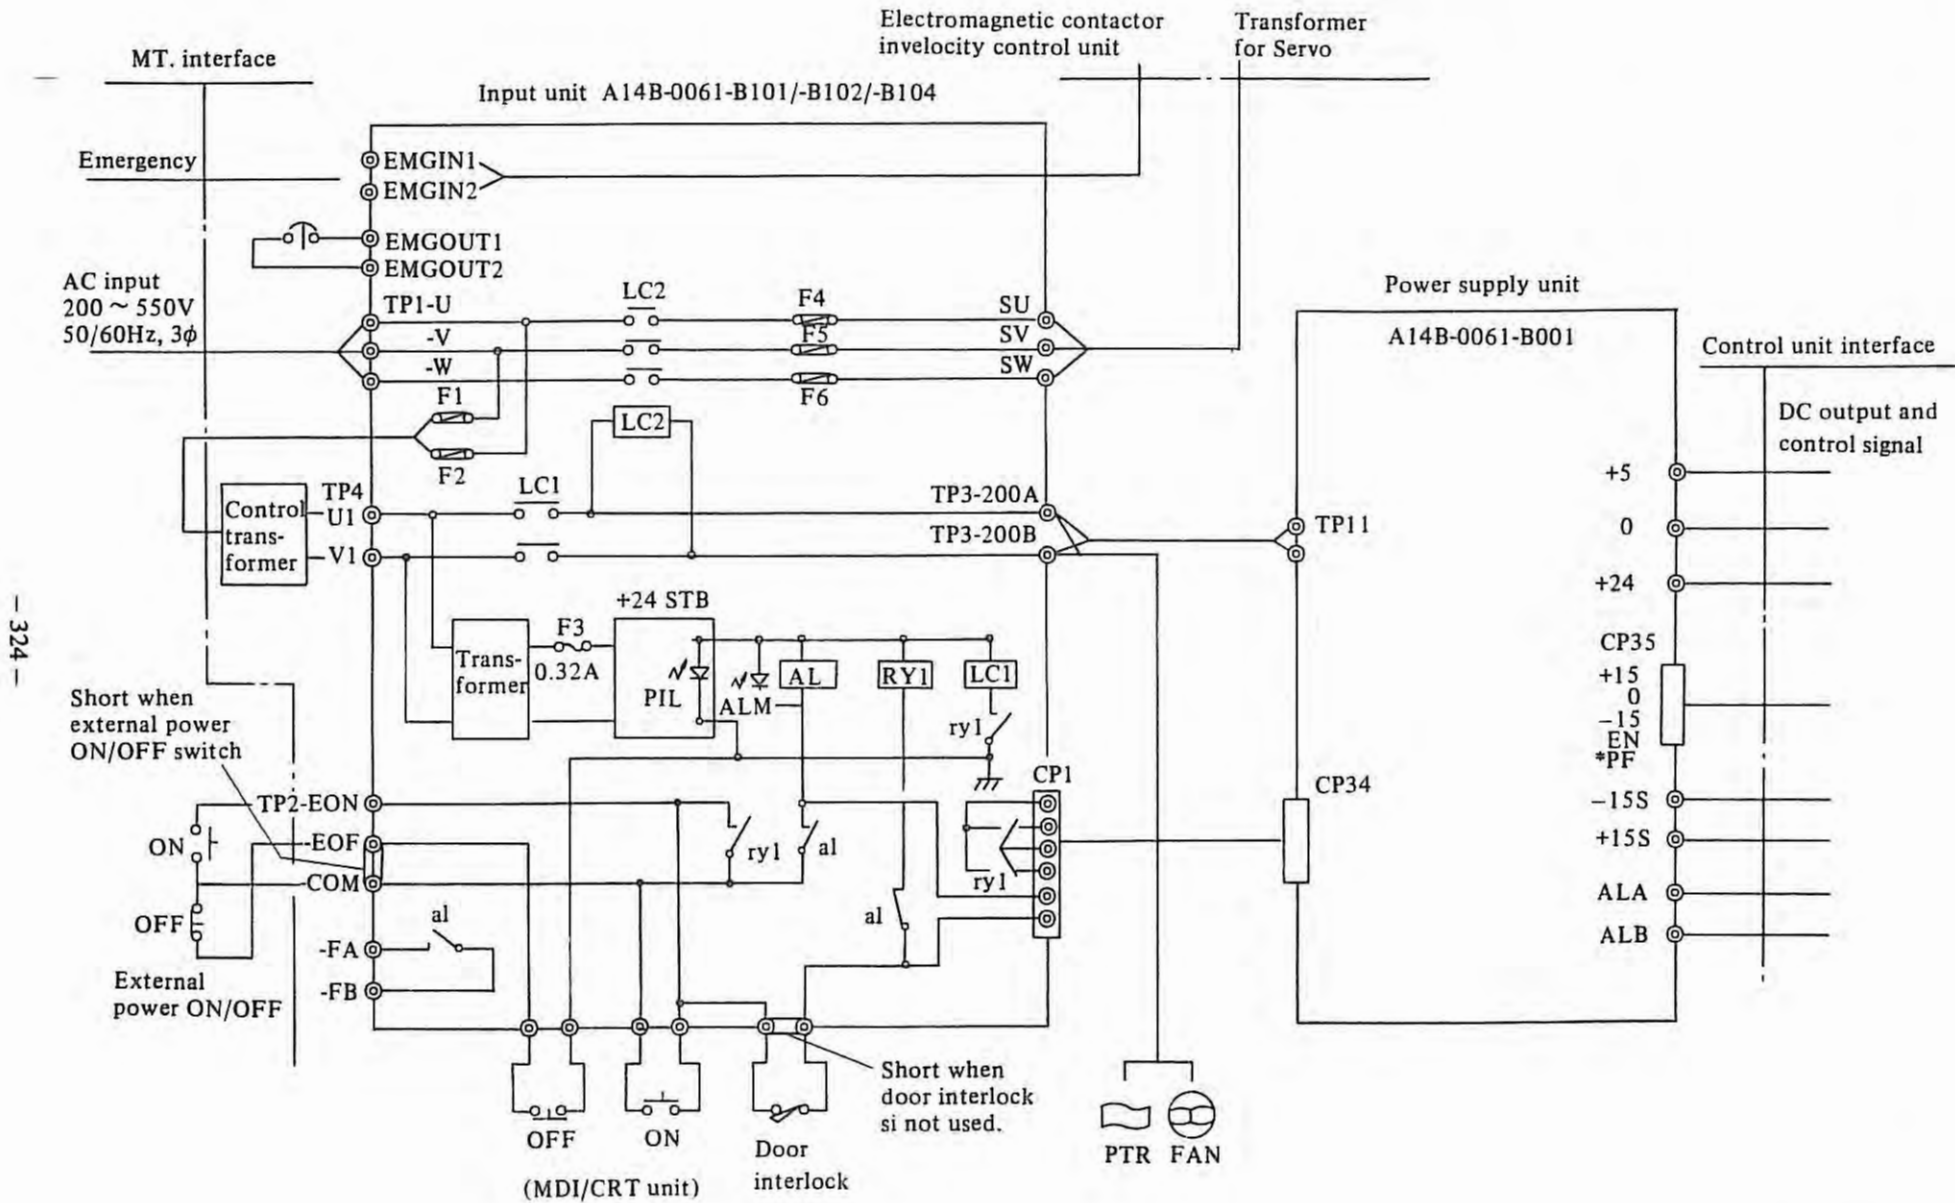 Electromagnetic contactor
invelocity control unit
Transformer
for Servo
MT. interface
Input unit A14B-0061-B101/-B102/-B104
Emergency
EMGIN1
EMGIN2
EMGOUT1
EMGOUT2
AC input
200 ~ 550V
50/60Hz, 3ϕ
TP1-U
-V
-W
LC2
F4
F5
F6
SU
SV
SW
Power supply unit
A14B-0061-B001
Control unit interface
DC output and
control signal
F1
F2
LC2
TP4
U1
V1
LC1
TP3-200A
TP3-200B
Control
trans-
former
TP11
+5
0
+24
CP35
+15
0
−15
EN
*PF
−15S
+15S
ALA
ALB
+24 STB
F3
0.32A
Trans-
former
PIL
ALM
AL
RY1
LC1
ry1
– 324 –
Short when
external power
ON/OFF switch
CP1
CP34
TP2-EON
-EOF
COM
-FA
-FB
ON
OFF
al
ry1
al
al
ry1
External
power ON/OFF
OFF
ON
(MDI/CRT unit)
Door
interlock
Short when
door interlock
si not used.
PTR
FAN